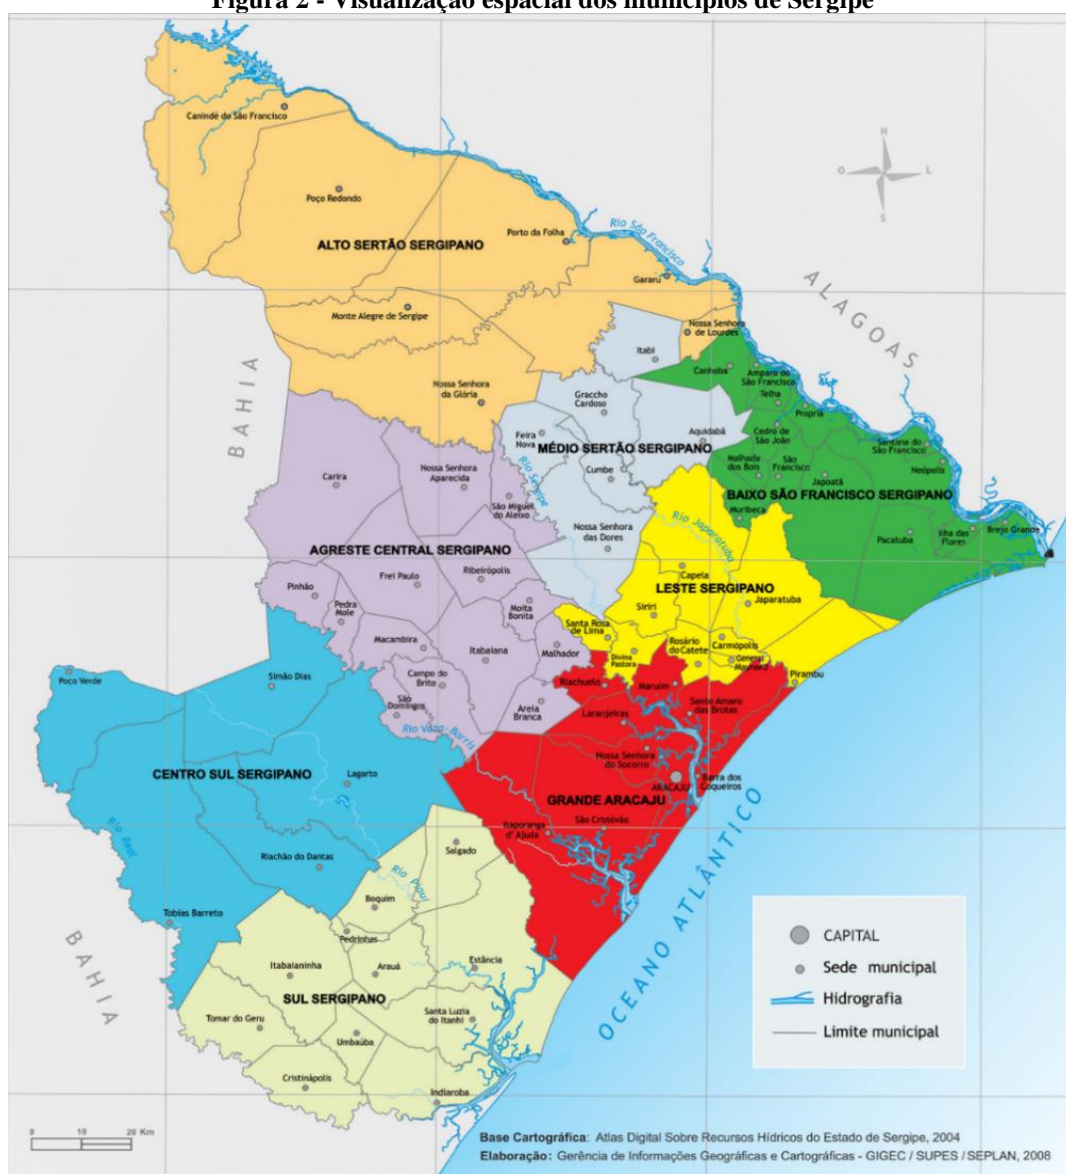 Figura 2 - Visualização espacial dos municípios de Sergipe
Canindé do São Francisco
N
O
L
S
Poço Redondo
ALTO SERTÃO SERGIPANO
Porto da Folha
Rio São Francisco
Gararu
ALAGOAS
Monte Alegre de Sergipe
Nossa Senhora
de Lourdes
Itabi
BAHIA
Canhoba
Amparo do
São Francisco
Telha
Nossa Senhora
da Glória
Graccho
Cardoso
Propriá
Feira
Nova
Aquidabã
Cedro de
São João
Santana do
São Francisco
MÉDIO SERTÃO SERGIPANO
Neópolis
Malhada
dos Bois
São
Francisco
Japoatã
Cumbe
Rio Sergipe
Carira
Nossa Senhora
Aparecida
BAIXO SÃO FRANCISCO SERGIPANO
São Miguel
do Aleixo
Muribeca
Rio Japaratuba
Nossa Senhora
das Dores
Pacatuba
Ilha das
Flores
Brejo Grande
AGRESTE CENTRAL SERGIPANO
Ribeirópolis
Frei Paulo
Capela
LESTE SERGIPANO
Pinhão
Pedra
Mole
Moita
Bonita
Siriri
Japaratuba
Santa Rosa
de Lima
Macambira
Itabaiana
Malhador
Divina
Pastora
Rosário
do Catete
Carmópolis
General
Maynard
Pirambu
Poço Verde
Simão Dias
Campo do
Brito
São
Domingos
Areia
Branca
Riachuelo
Maruim
Santo Amaro
das Brotas
Laranjeiras
Rio Vaza-Barris
Nossa Senhora
do Socorro
CENTRO SUL SERGIPANO
Lagarto
ARACAJU
Barra dos
Coqueiros
GRANDE ARACAJU
São Cristóvão
Itaporanga
d'Ajuda
Rio Real
Riachão do Dantas
Salgado
Rio Piauí
OCEANO ATLÂNTICO
Boquim
Tobias Barreto
Pedrinhas
BAHIA
Itabaianinha
Arauá
Estância
SUL SERGIPANO
Tomar do Geru
Santa Luzia
do Itanhi
Umbaúba
Cristinápolis
Indiaroba
CAPITAL
Sede municipal
Hidrografia
Limite municipal
0 10 20 Km
Base Cartográfica: Atlas Digital Sobre Recursos Hídricos do Estado de Sergipe, 2004
Elaboração: Gerência de Informações Geográficas e Cartográficas - GIGEC / SUPES / SEPLAN, 2008